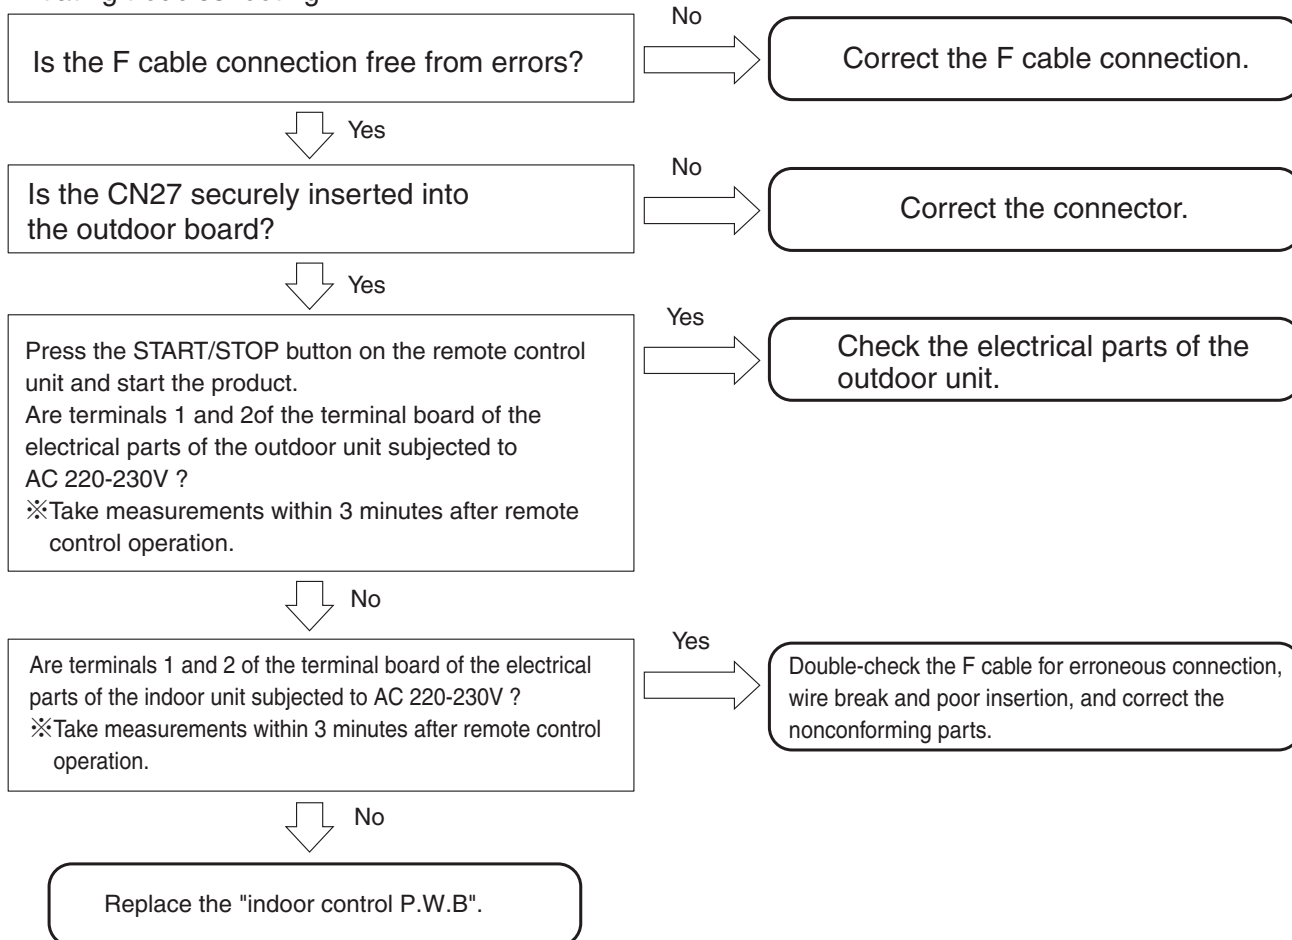 No
Is the F cable connection free from errors?
Correct the F cable connection.
Yes
No
Is the CN27 securely inserted into
the outdoor board?
Correct the connector.
Yes
Yes
Press the START/STOP button on the remote control
unit and start the product.
Are terminals 1 and 2of the terminal board of the
electrical parts of the outdoor unit subjected to
AC 220-230V ?
※Take measurements within 3 minutes after remote
control operation.
Check the electrical parts of the
outdoor unit.
No
Yes
Are terminals 1 and 2 of the terminal board of the electrical
parts of the indoor unit subjected to AC 220-230V ?
※Take measurements within 3 minutes after remote control
operation.
Double-check the F cable for erroneous connection,
wire break and poor insertion, and correct the
nonconforming parts.
No
Replace the "indoor control P.W.B".